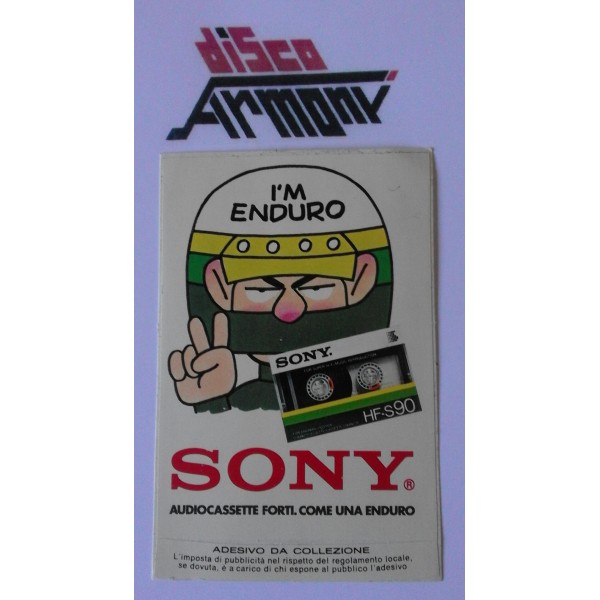 disco
Armony
I'M
ENDURO
SONY.
HF-S90
SONY®
AUDIOCASSETTE FORTI. COME UNA ENDURO
ADESIVO DA COLLEZIONE
L'imposta di pubblicità nel rispetto del regolamento locale,
se dovuta, è a carico di chi espone al pubblico l'adesivo